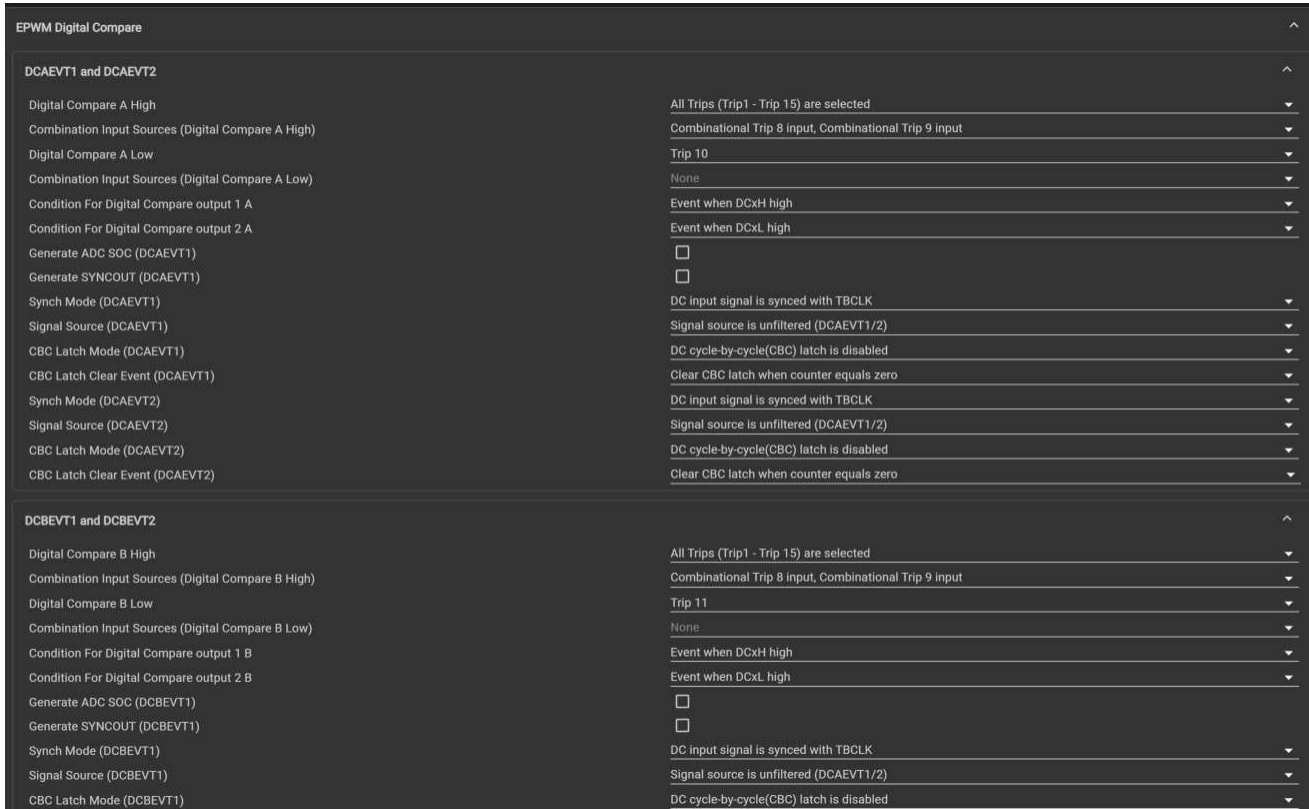 EPWM Digital Compare
DCAEVT1 and DCAEVT2
Digital Compare A High All Trips (Trip1 - Trip 15) are selected
Combination Input Sources (Digital Compare A High) Combinational Trip 8 input, Combinational Trip 9 input
Digital Compare A Low Trip 10
Combination Input Sources (Digital Compare A Low) None
Condition For Digital Compare output 1 A Event when DCxH high
Condition For Digital Compare output 2 A Event when DCxL high
Generate ADC SOC (DCAEVT1)
Generate SYNCOUT (DCAEVT1)
Synch Mode (DCAEVT1) DC input signal is synced with TBCLK
Signal Source (DCAEVT1) Signal source is unfiltered (DCAEVT1/2)
CBC Latch Mode (DCAEVT1) DC cycle-by-cycle(CBC) latch is disabled
CBC Latch Clear Event (DCAEVT1) Clear CBC latch when counter equals zero
Synch Mode (DCAEVT2) DC input signal is synced with TBCLK
Signal Source (DCAEVT2) Signal source is unfiltered (DCAEVT1/2)
CBC Latch Mode (DCAEVT2) DC cycle-by-cycle(CBC) latch is disabled
CBC Latch Clear Event (DCAEVT2) Clear CBC latch when counter equals zero
DCBEVT1 and DCBEVT2
Digital Compare B High All Trips (Trip1 - Trip 15) are selected
Combination Input Sources (Digital Compare B High) Combinational Trip 8 input, Combinational Trip 9 input
Digital Compare B Low Trip 11
Combination Input Sources (Digital Compare B Low) None
Condition For Digital Compare output 1 B Event when DCxH high
Condition For Digital Compare output 2 B Event when DCxL high
Generate ADC SOC (DCBEVT1)
Generate SYNCOUT (DCBEVT1)
Synch Mode (DCBEVT1) DC input signal is synced with TBCLK
Signal Source (DCBEVT1) Signal source is unfiltered (DCAEVT1/2)
CBC Latch Mode (DCBEVT1) DC cycle-by-cycle(CBC) latch is disabled